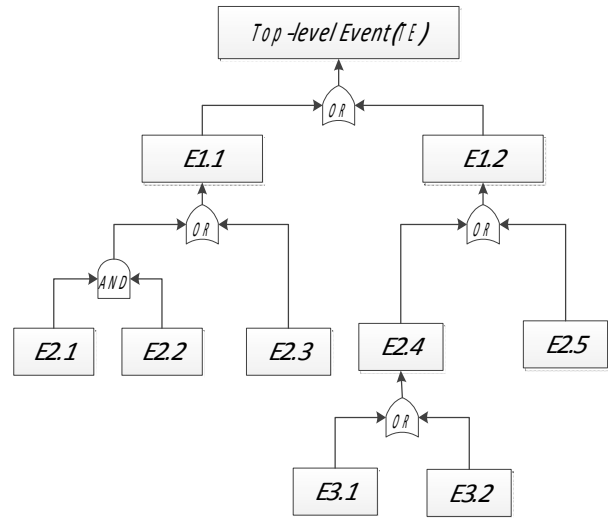 Top-level Event(TE)
OR
E1.1
E1.2
OR
OR
AND
E2.1
E2.2
E2.3
E2.4
E2.5
OR
E3.1
E3.2